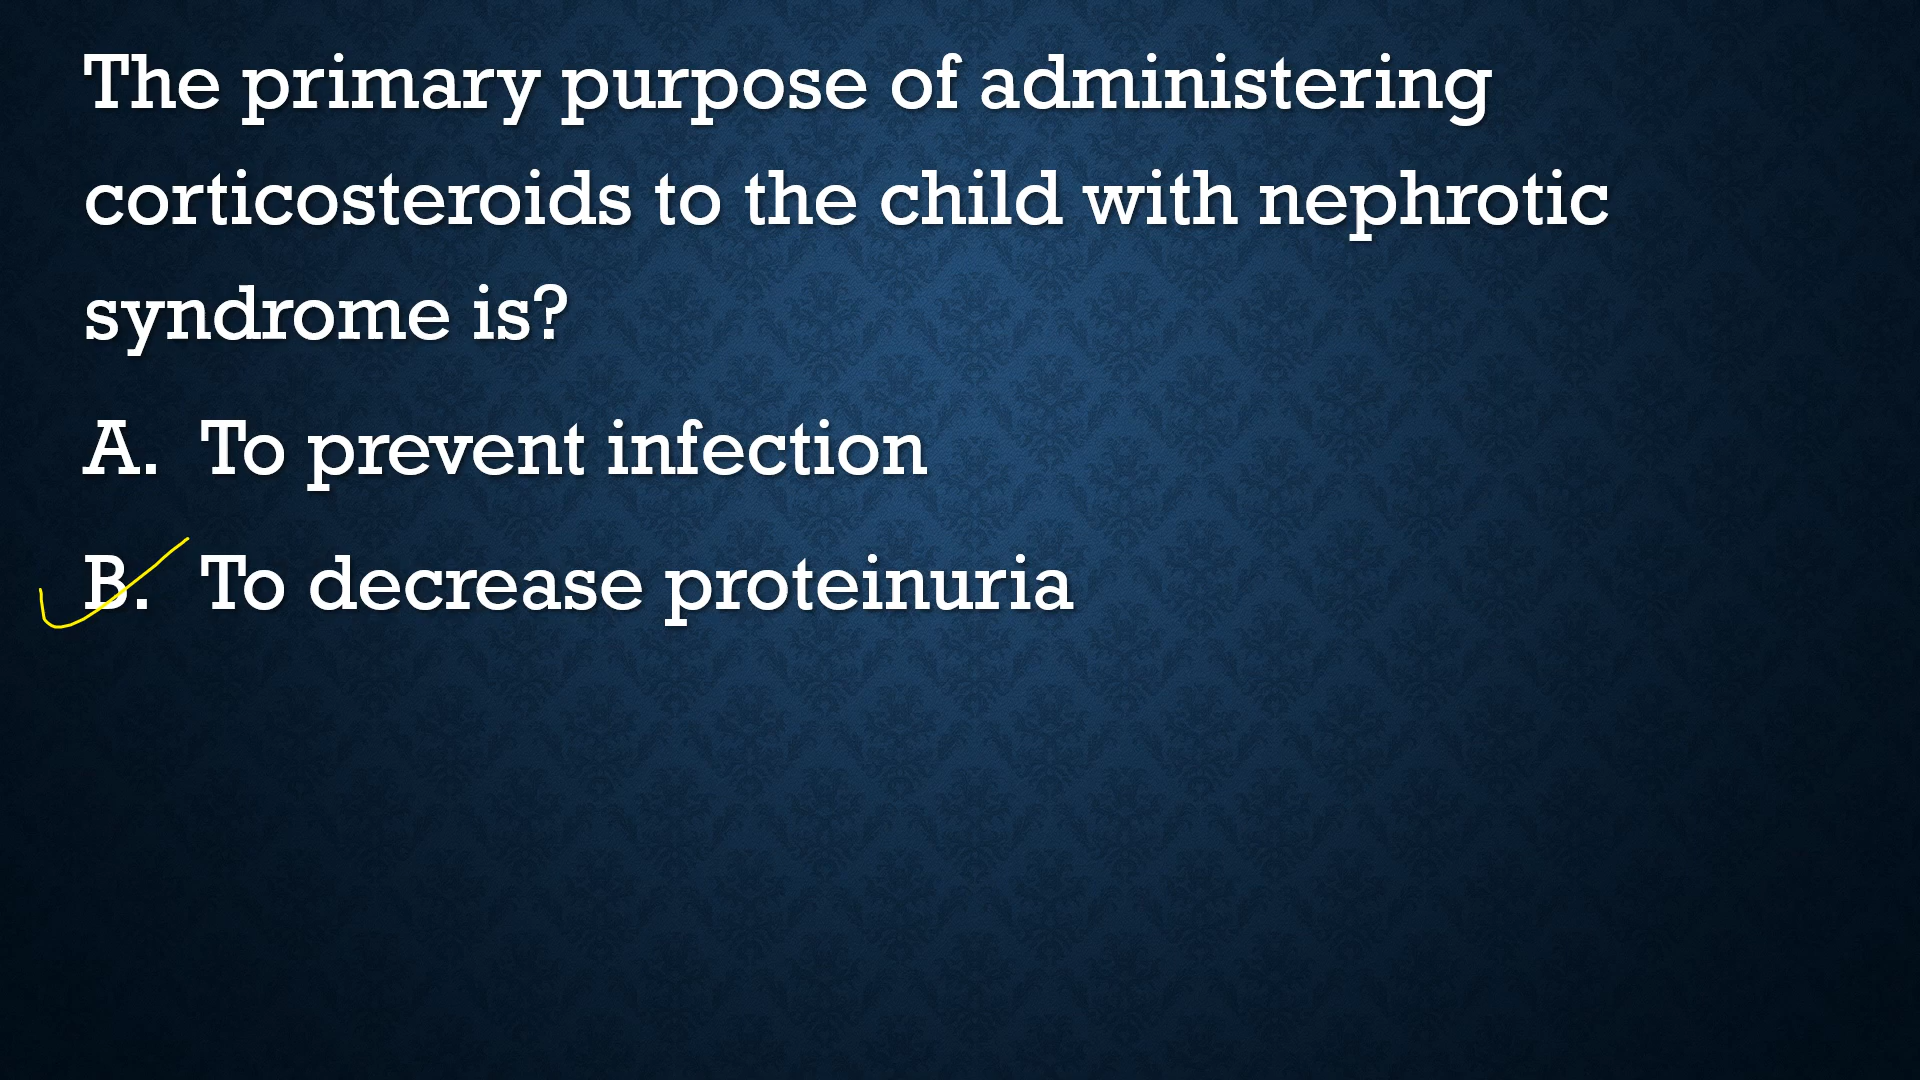 The primary purpose of administering
corticosteroids to the child with nephrotic
syndrome is?
A. To prevent infection
B. To decrease proteinuria